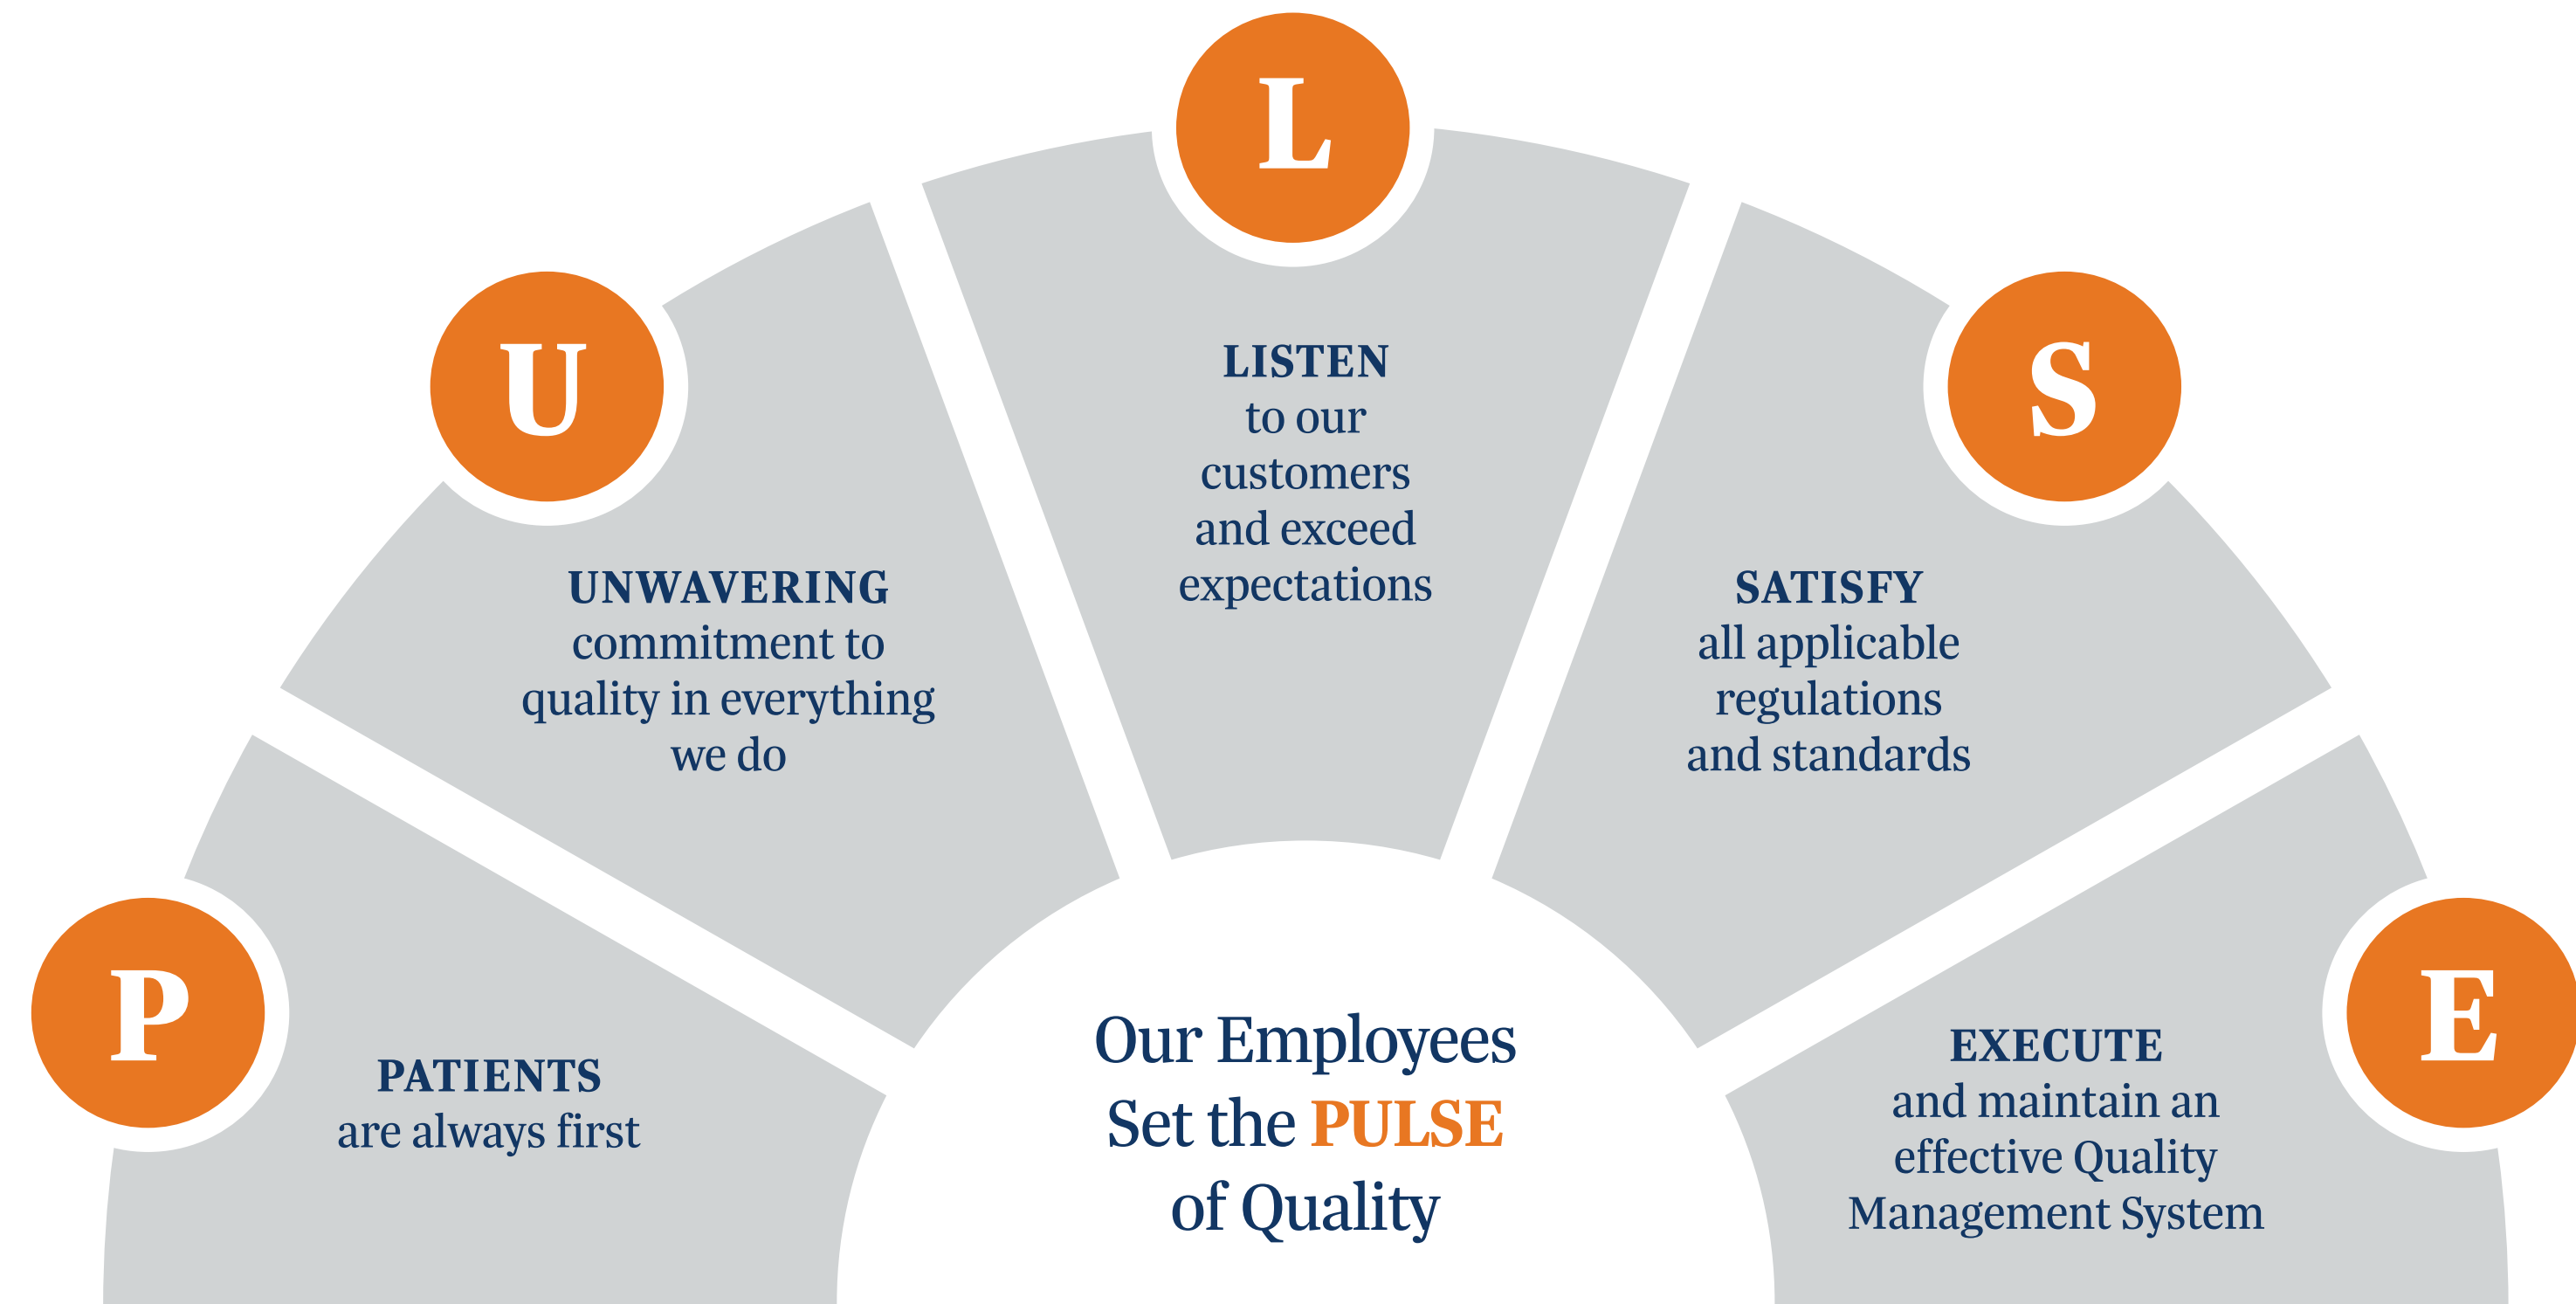 P
PATIENTS
are always first
U
UNWAVERING
commitment to
quality in everything
we do
L
LISTEN
to our
customers
and exceed
expectations
S
SATISFY
all applicable
regulations
and standards
E
EXECUTE
and maintain an
effective Quality
Management System
Our Employees
Set the PULSE
of Quality